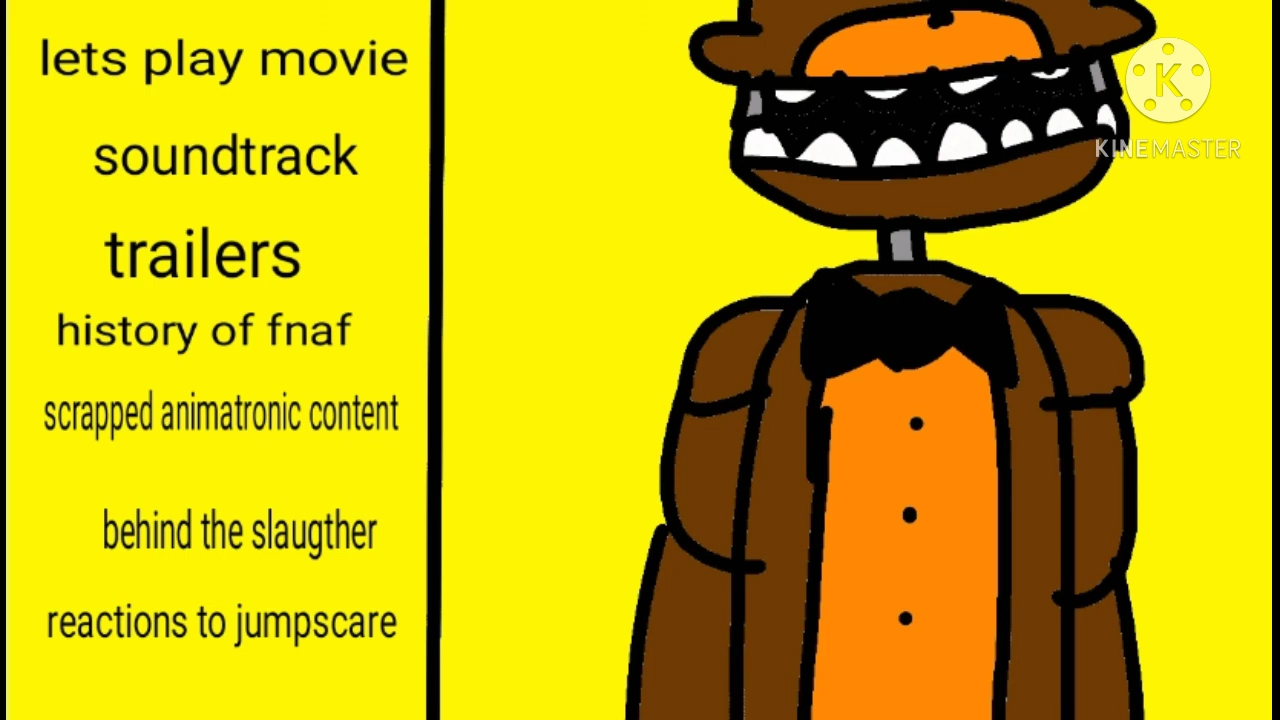 lets play movie
soundtrack
trailers
history of fnaf
scrapped animatronic content
behind the slaugther
reactions to jumpscare
K
KINEMASTER